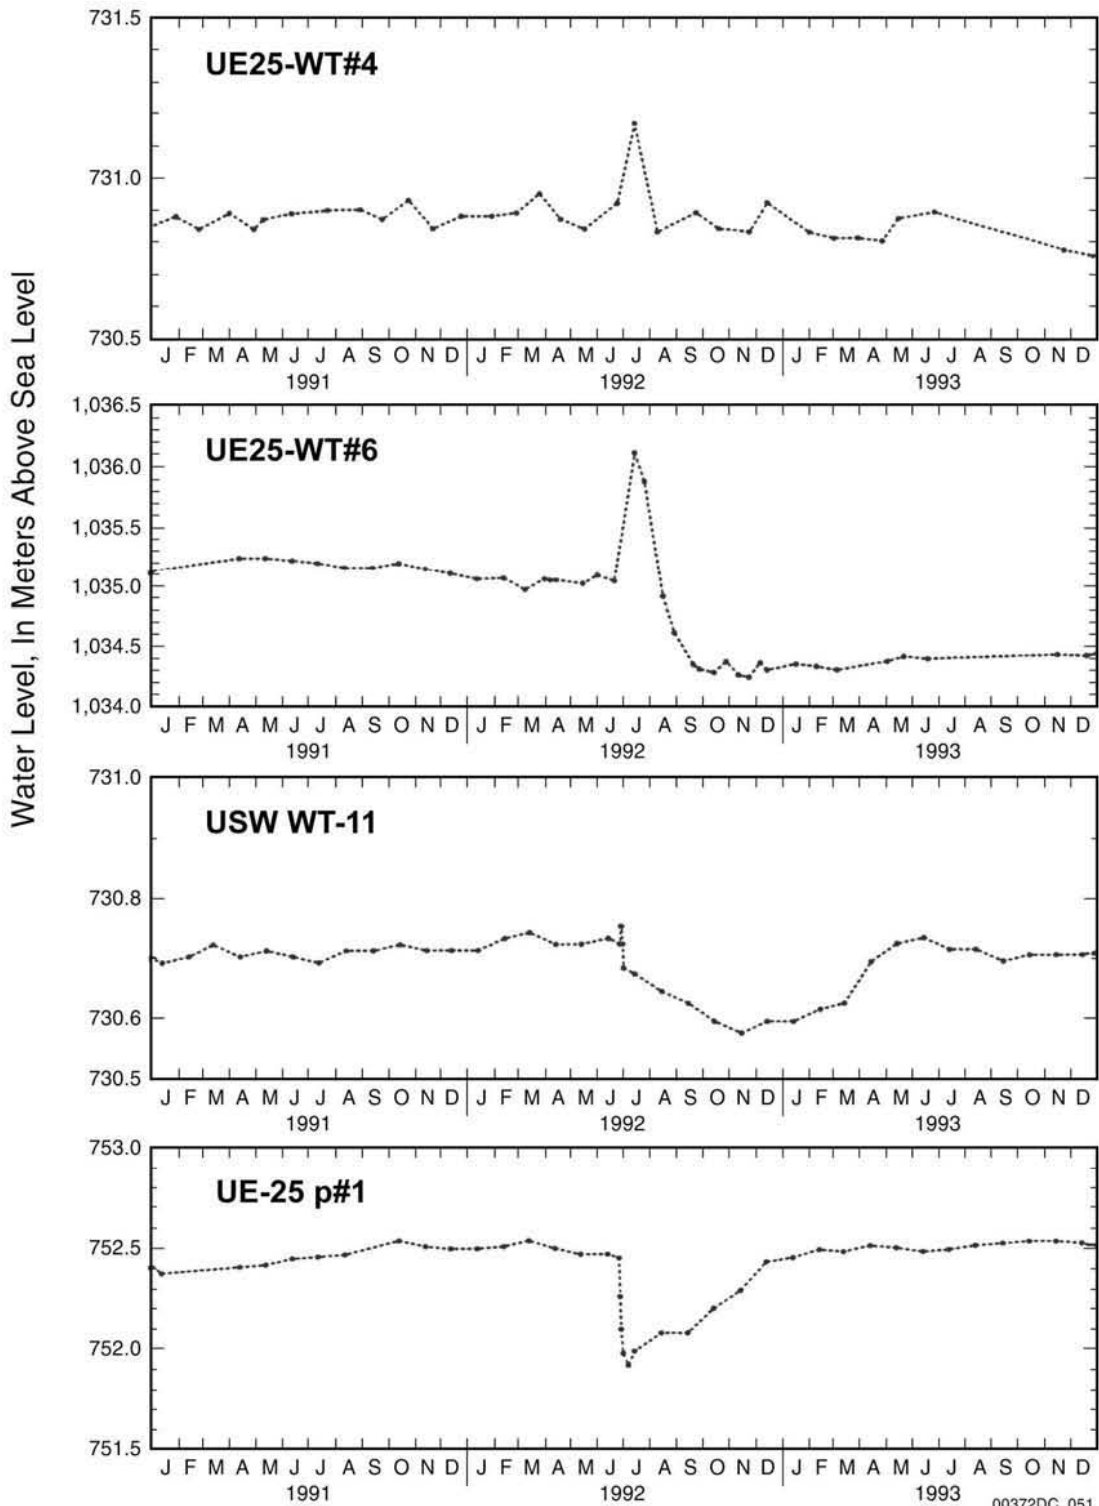 Water Level, In Meters Above Sea Level
731.5
UE25-WT#4
731.0
730.5
J F M A M J J A S O N D J F M A M J J A S O N D J F M A M J J A S O N D
1991 1992 1993
1,036.5
UE25-WT#6
1,036.0
1,035.5
1,035.0
1,034.5
1,034.0
J F M A M J J A S O N D J F M A M J J A S O N D J F M A M J J A S O N D
1991 1992 1993
731.0
USW WT-11
730.8
730.6
730.5
J F M A M J J A S O N D J F M A M J J A S O N D J F M A M J J A S O N D
1991 1992 1993
753.0
UE-25 p#1
752.5
752.0
751.5
J F M A M J J A S O N D J F M A M J J A S O N D J F M A M J J A S O N D
1991 1992 1993
00372DC_051